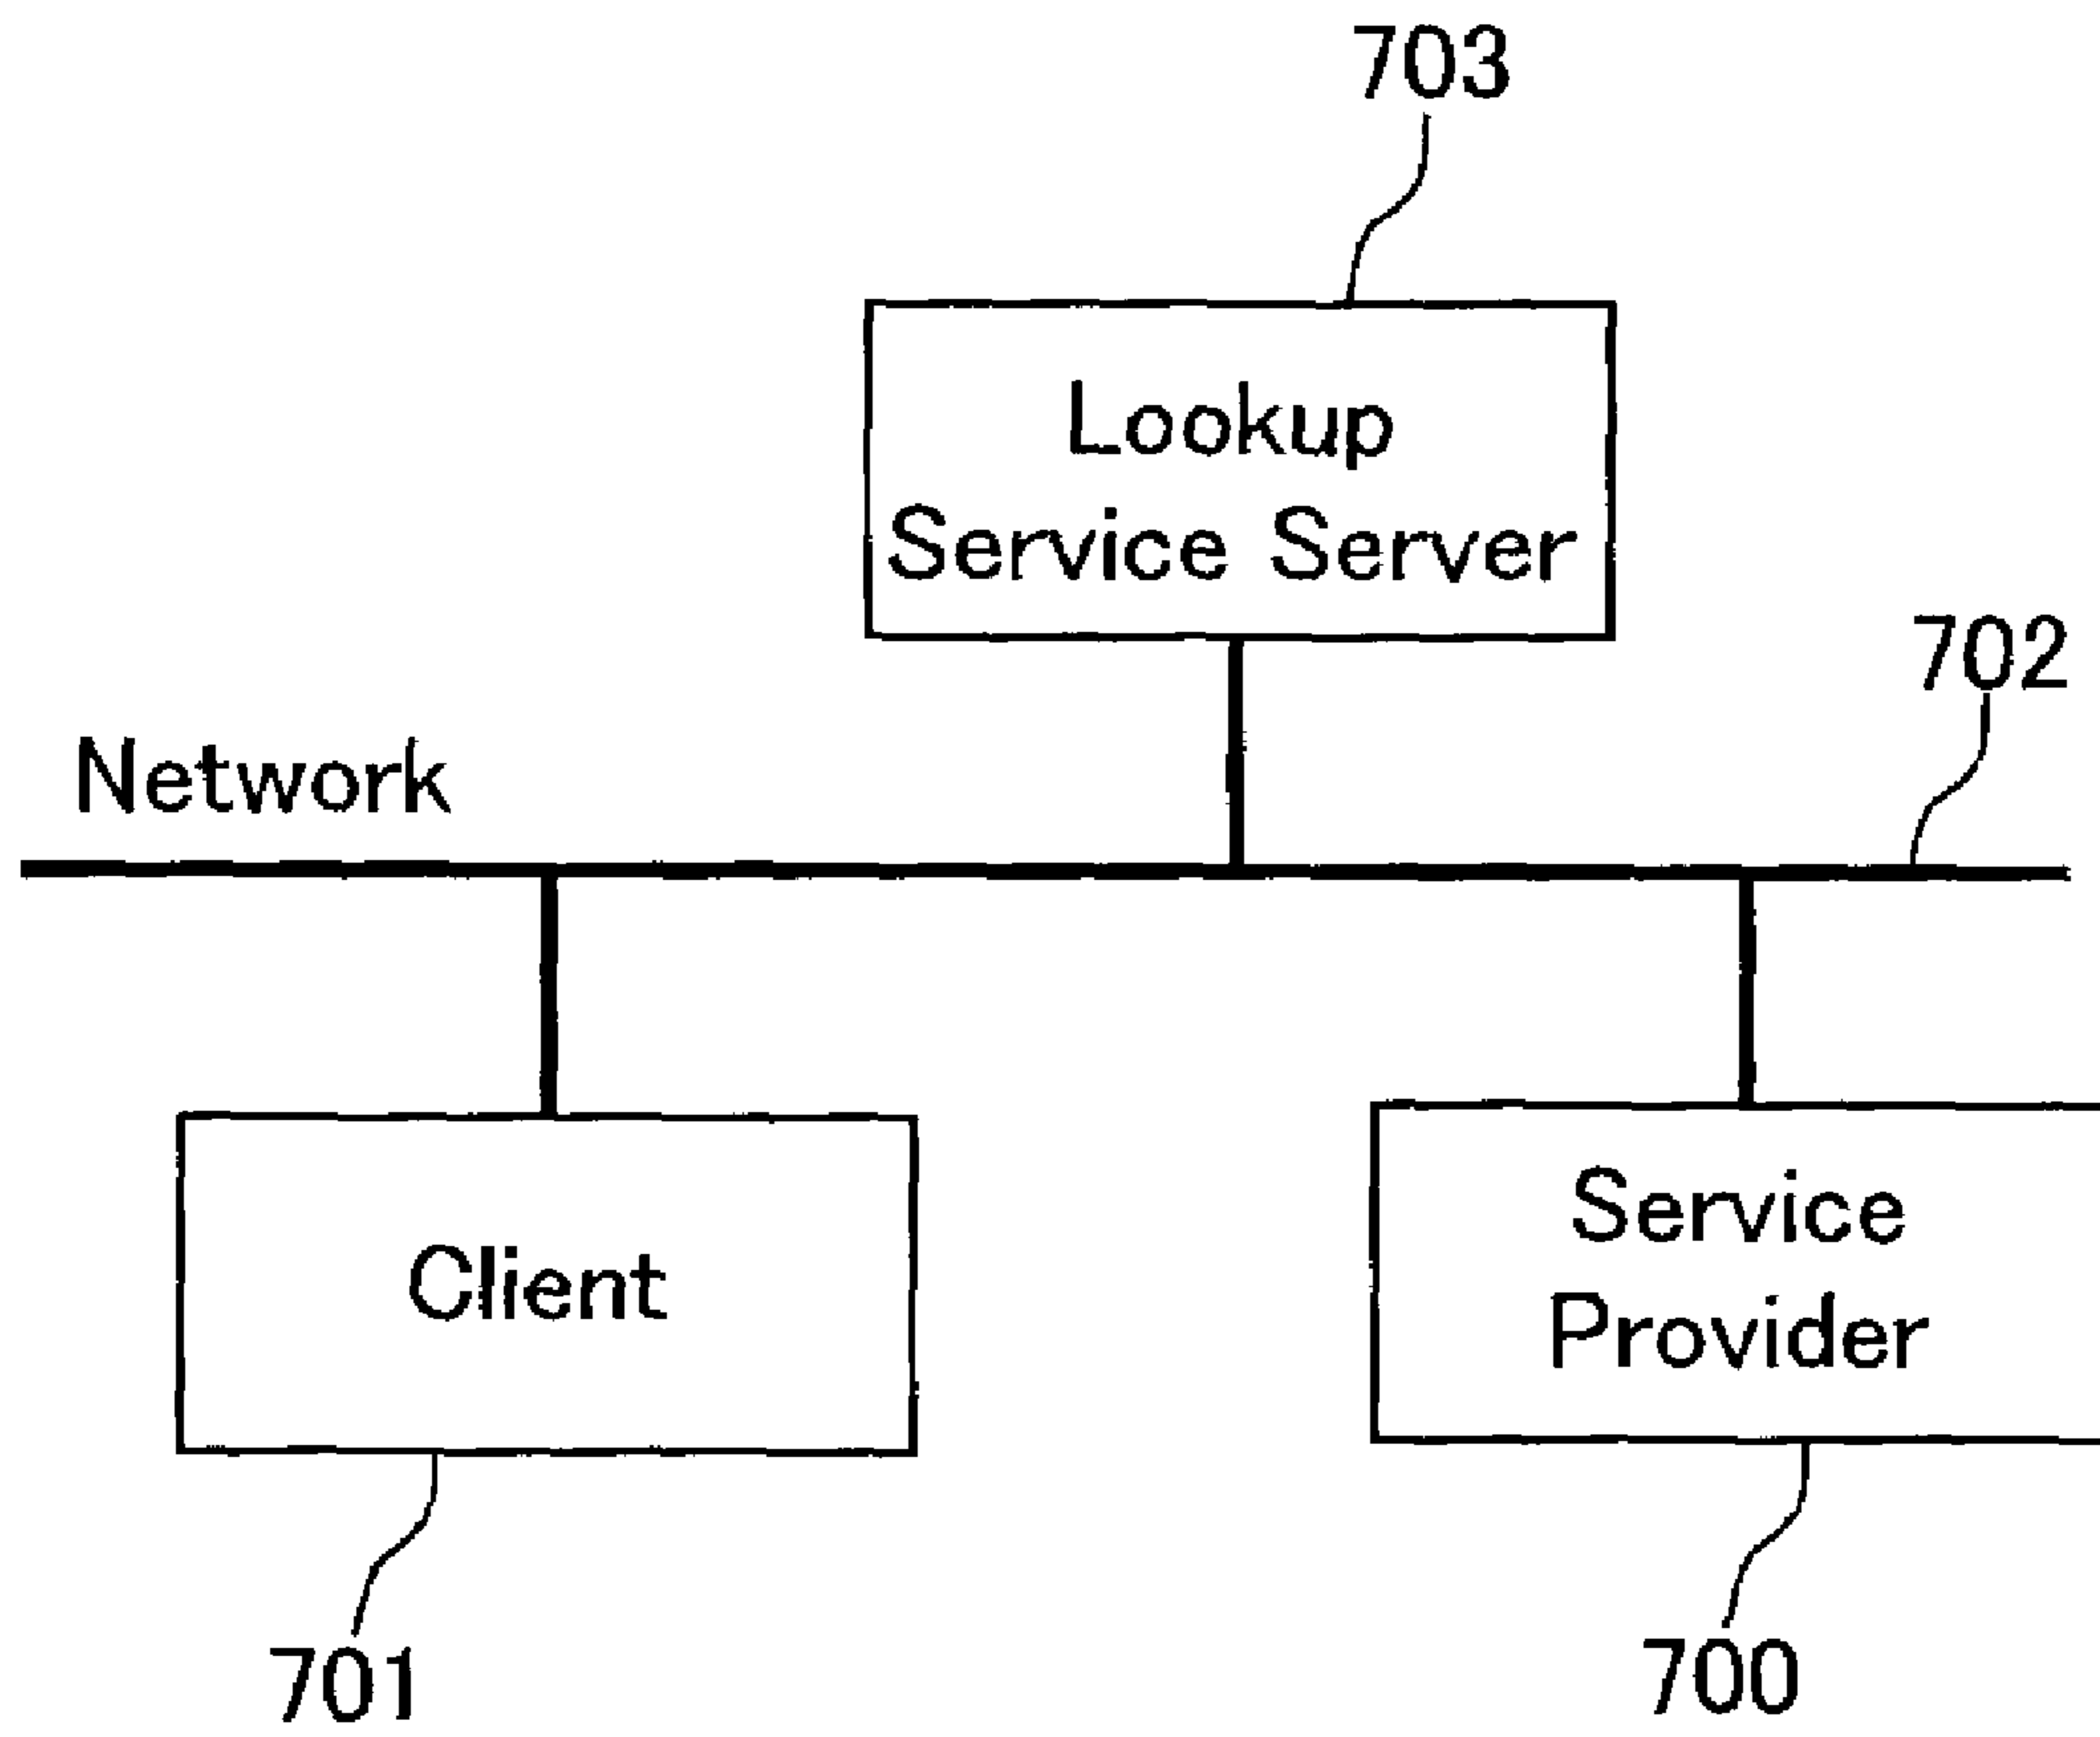 703
Lookup
Service Server
702
Network
Client
Service
Provider
701
700